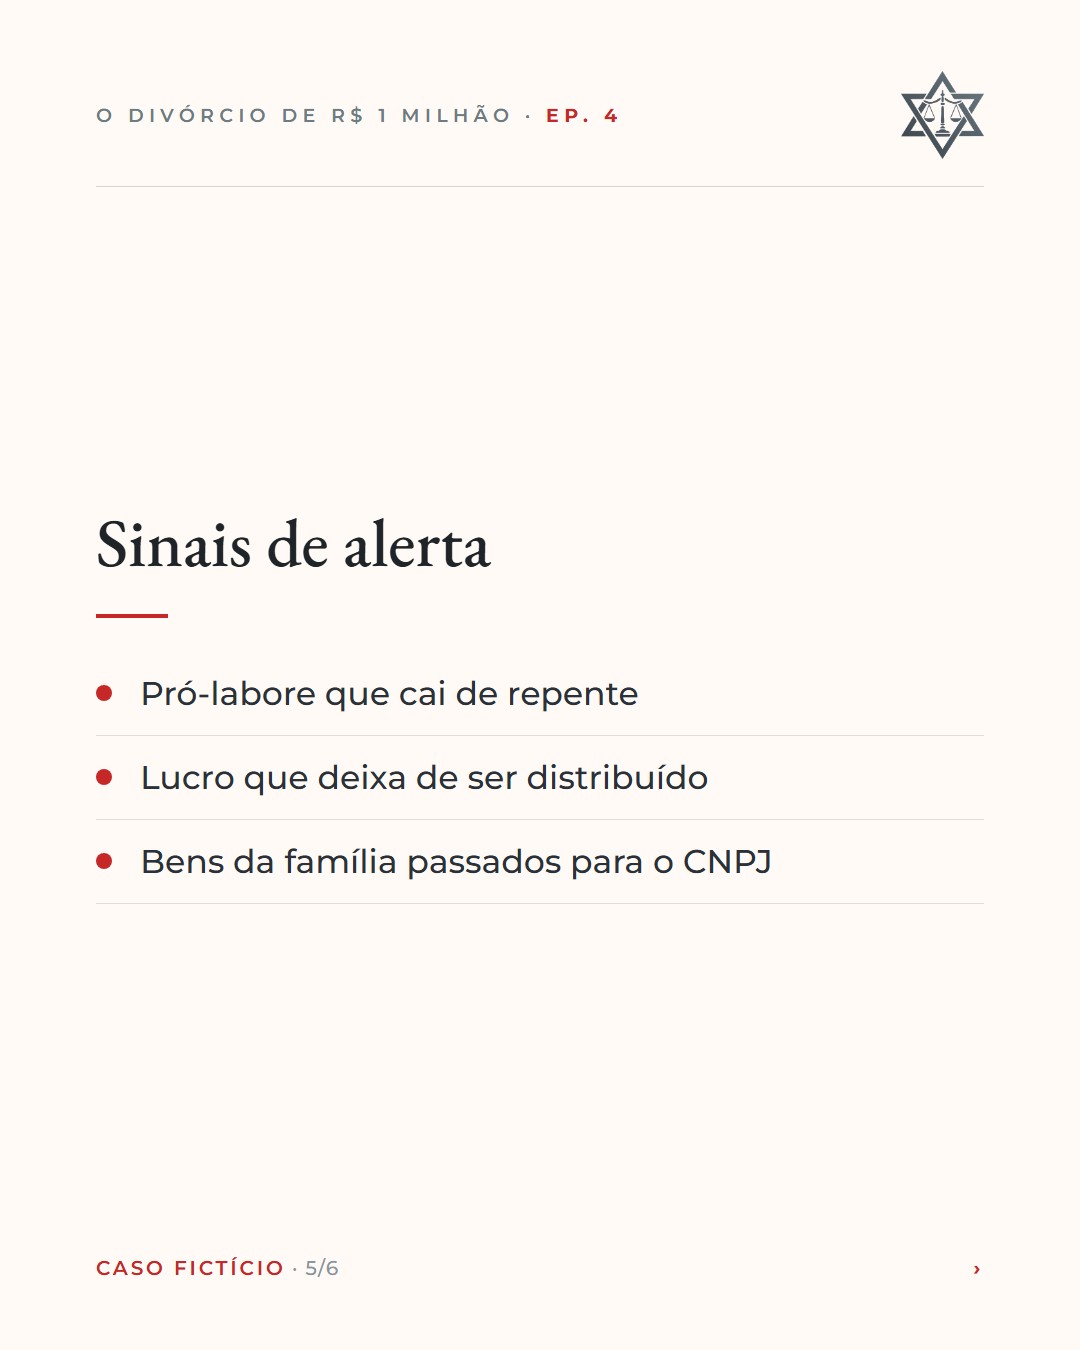 O DIVÓRCIO DE R$ 1 MILHÃO · EP. 4
Sinais de alerta
Pró-labore que cai de repente
Lucro que deixa de ser distribuído
Bens da família passados para o CNPJ
CASO FICTÍCIO · 5/6 ›